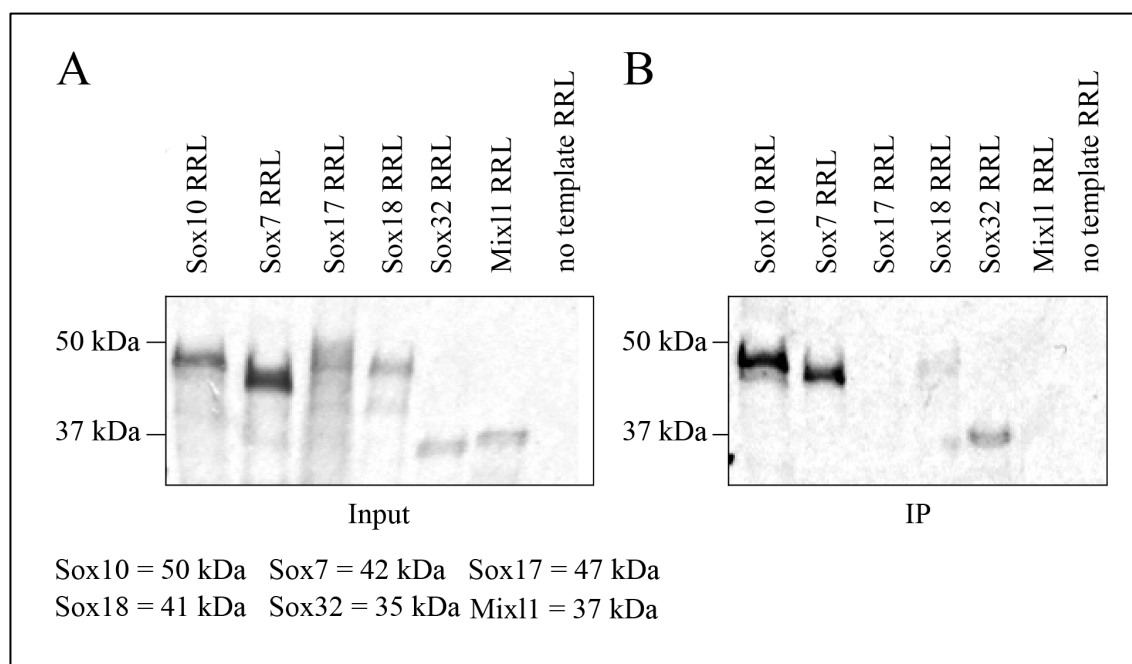 A
B
Sox10 RRL
Sox7 RRL
Sox17 RRL
Sox18 RRL
Sox32 RRL
Mixl1 RRL
no template RRL
Sox10 RRL
Sox7 RRL
Sox17 RRL
Sox18 RRL
Sox32 RRL
Mixl1 RRL
no template RRL
50 kDa
37 kDa
50 kDa
37 kDa
Input
IP
Sox10 = 50 kDa Sox7 = 42 kDa Sox17 = 47 kDa
Sox18 = 41 kDa Sox32 = 35 kDa Mixl1 = 37 kDa